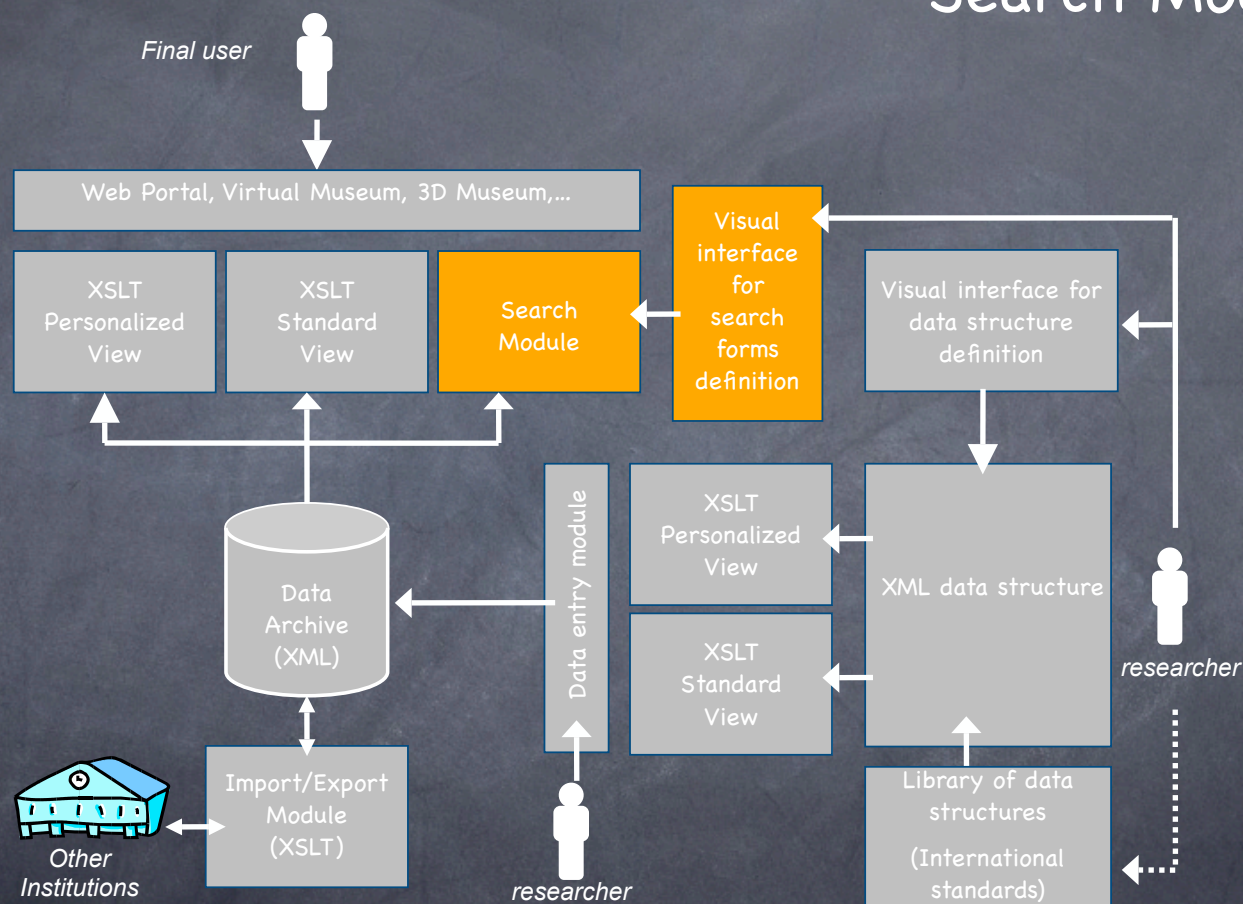 Search Mod
Final user
Web Portal, Virtual Museum, 3D Museum,...
XSLT
Personalized
View
XSLT
Standard
View
Search
Module
Visual
interface
for
search
forms
definition
Visual interface for
data structure
definition
Data
Archive
(XML)
Data entry module
XSLT
Personalized
View
XSLT
Standard
View
XML data structure
researcher
Import/Export
Module
(XSLT)
Other
Institutions
researcher
Library of data
structures
(International
standards)